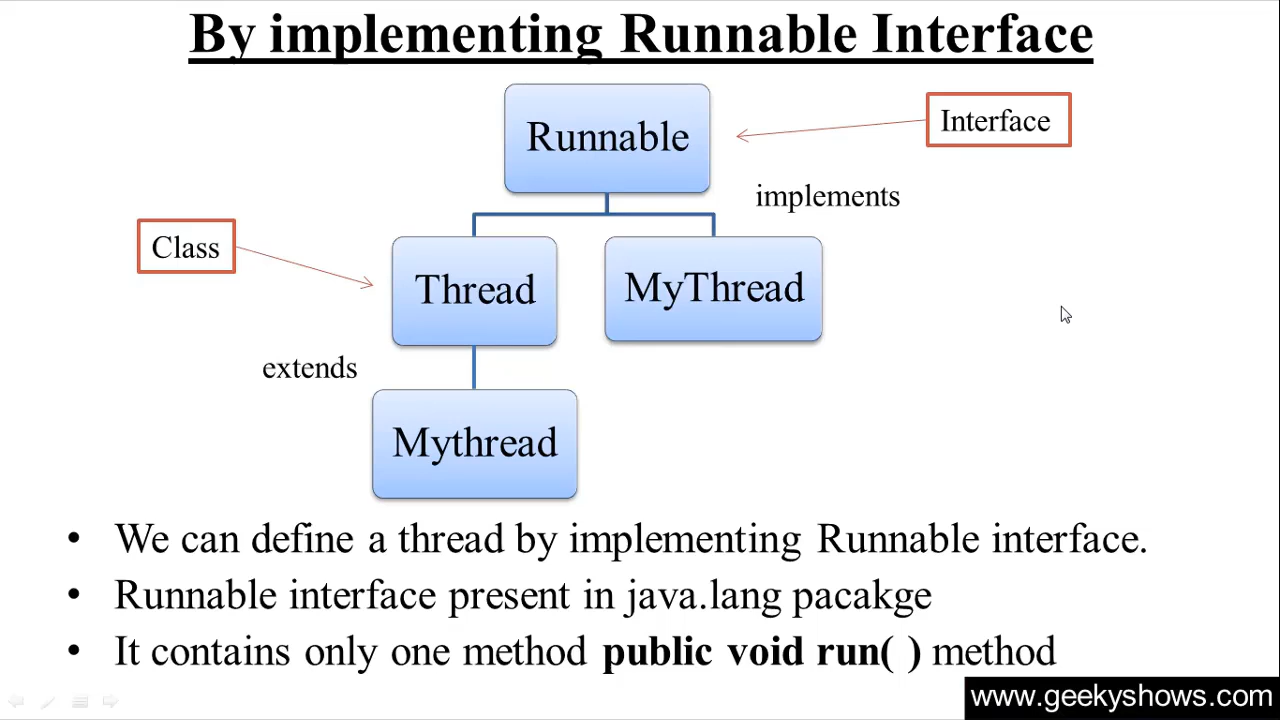 By implementing Runnable Interface
Runnable
Interface
implements
Class
Thread
MyThread
extends
Mythread
• We can define a thread by implementing Runnable interface.
• Runnable interface present in java.lang pacakge
• It contains only one method public void run( ) method
www.geekyshows.com